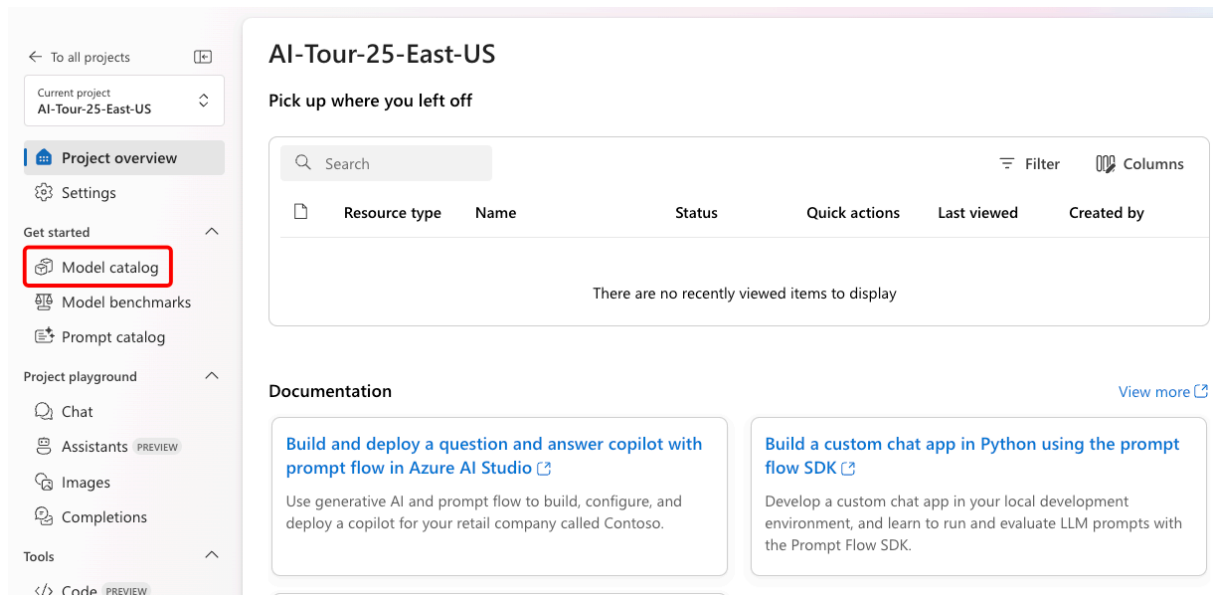 To all projects
Current project
AI-Tour-25-East-US
Project overview
Settings
Get started
Model catalog
Model benchmarks
Prompt catalog
Project playground
Chat
Assistants PREVIEW
Images
Completions
Tools
Code PREVIEW
AI-Tour-25-East-US
Pick up where you left off
Search
Filter
Columns
Resource type Name Status Quick actions Last viewed Created by
There are no recently viewed items to display
Documentation
View more
Build and deploy a question and answer copilot with
prompt flow in Azure AI Studio
Use generative AI and prompt flow to build, configure, and
deploy a copilot for your retail company called Contoso.
Build a custom chat app in Python using the prompt
flow SDK
Develop a custom chat app in your local development
environment, and learn to run and evaluate LLM prompts with
the Prompt Flow SDK.